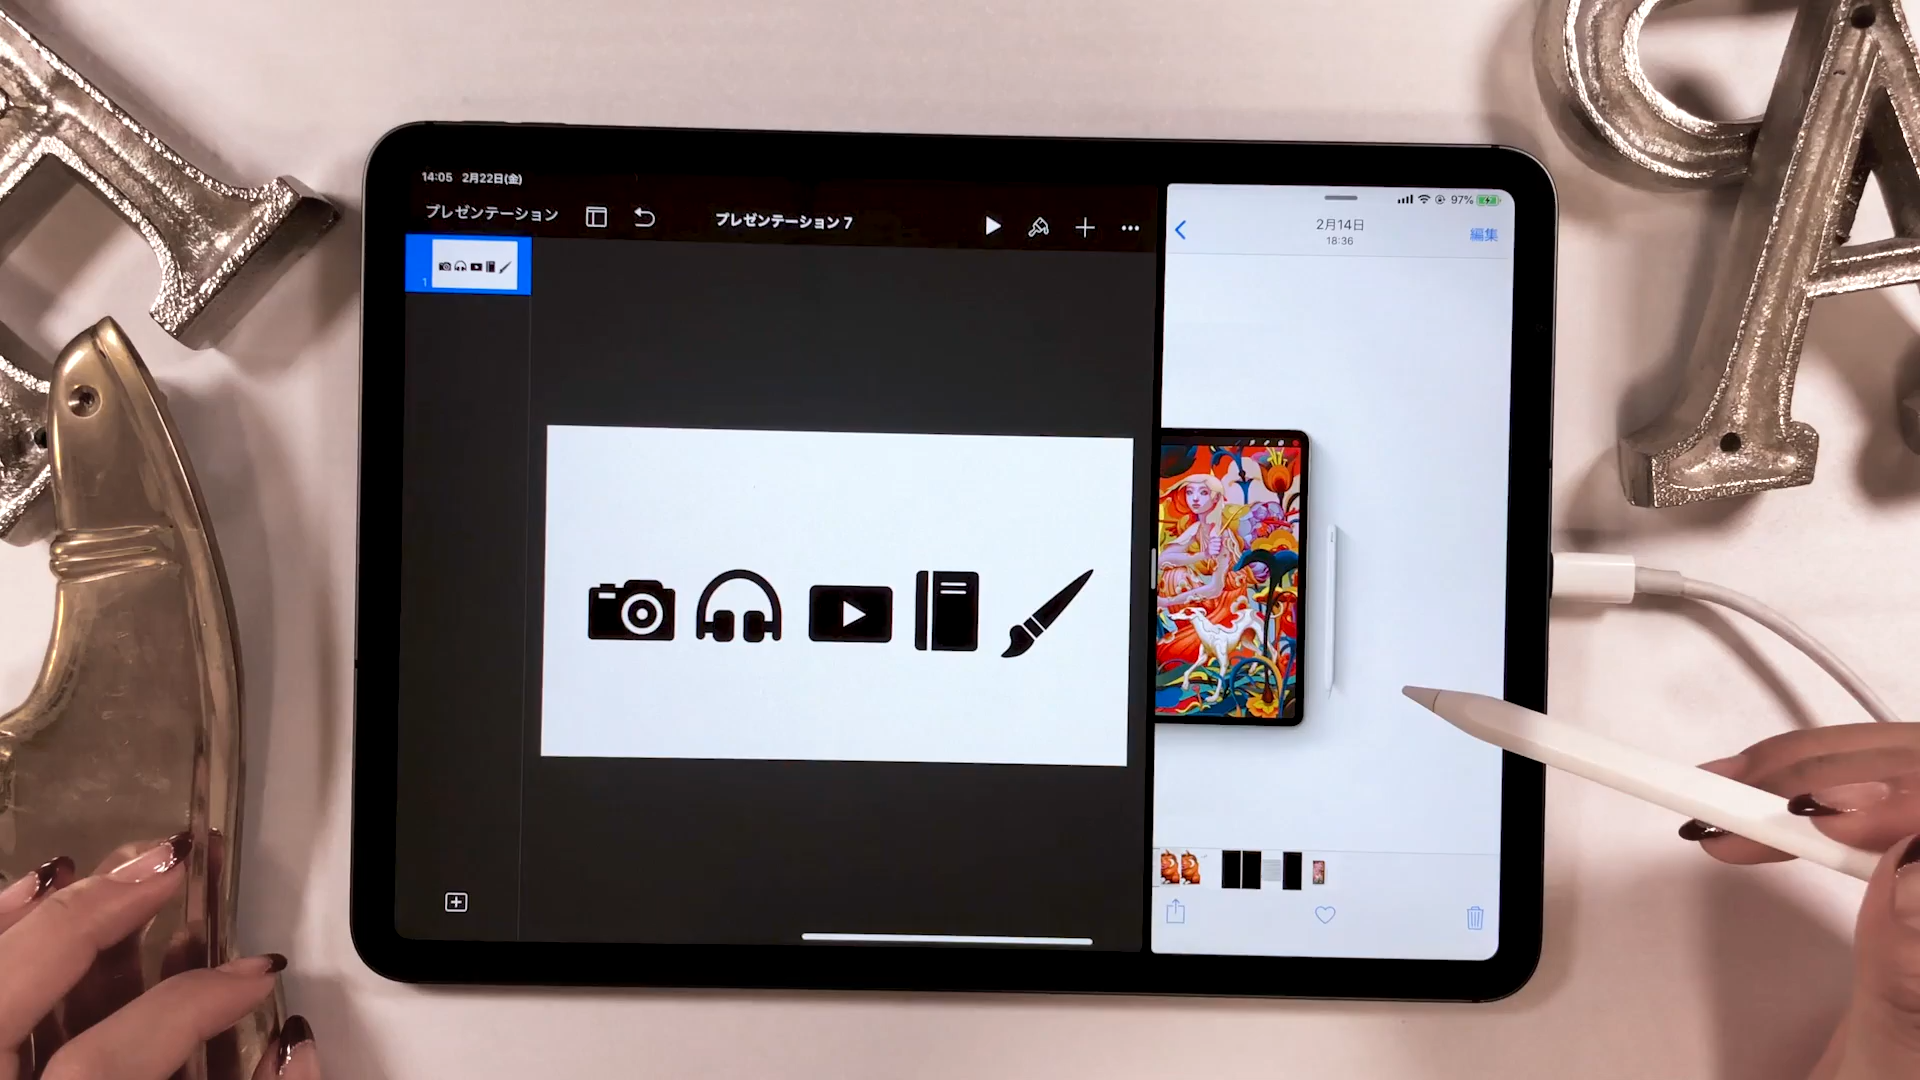 14:05 2月22日(金)
プレゼンテーション
プレゼンテーション 7
1
97%
2月14日
18:36
編集